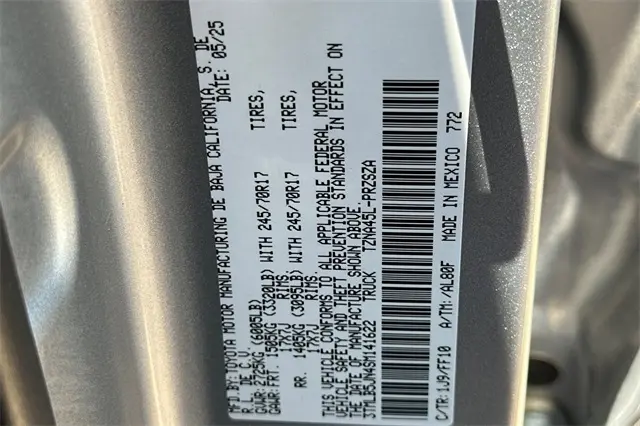 MFD.BY:TOYOTA MOTOR MANUFACTURING DE BAJA CALIFORNIA, S. DE
R.L. DE C.V. DATE: 05/25
GVWR: 2725KG (6005LB)
GAWR:FRT. 1505KG (3320LB) WITH 245/70R17 TIRES,
17X7J RIMS,
RR. 1405KG (3095LB) WITH 245/70R17 TIRES,
17X7J RIMS.
THIS VEHICLE CONFORMS TO ALL APPLICABLE FEDERAL MOTOR
VEHICLE SAFETY AND THEFT PREVENTION STANDARDS IN EFFECT ON
THE DATE OF MANUFACTURE SHOWN ABOVE.
3TMLB5JN4SM141622 TRUCK TZNA45L-PRZSZA
C/TR: 1J9/FF10 A/TM: /AL80F MADE IN MEXICO 772